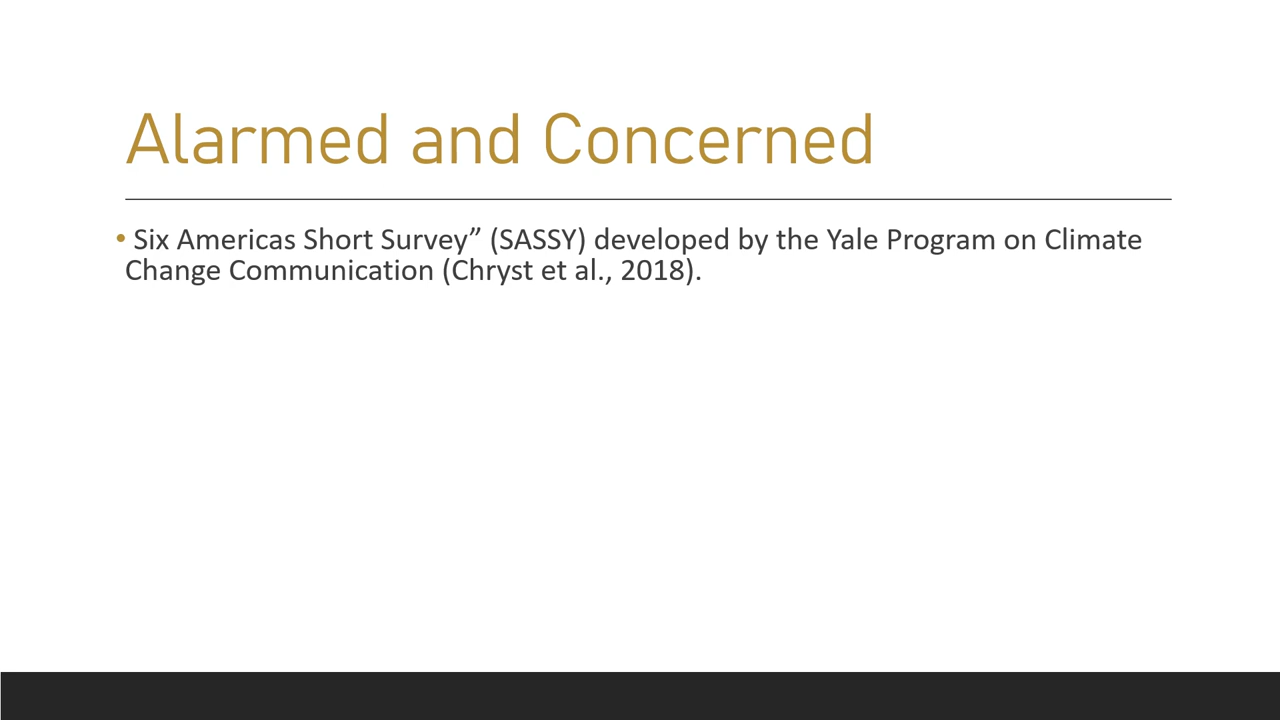 Alarmed and Concerned
• Six Americas Short Survey” (SASSY) developed by the Yale Program on Climate
Change Communication (Chryst et al., 2018).